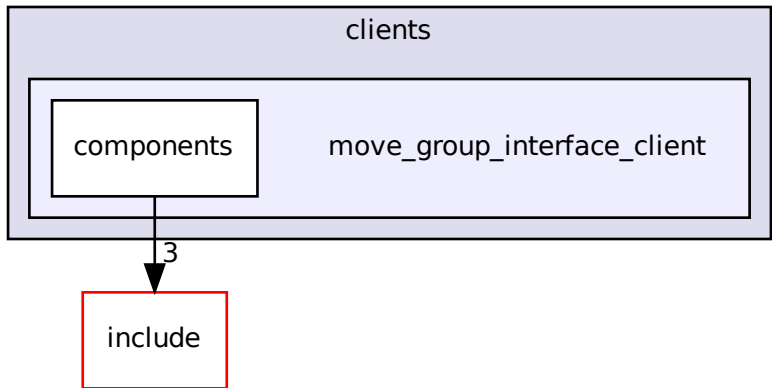 clients
components
move_group_interface_client
3
include